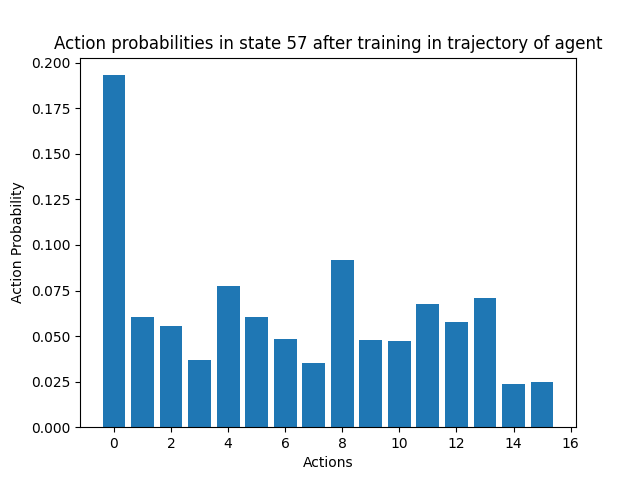 Action probabilities in state 57 after training in trajectory of agent
0.200
0.175
0.150
0.125
0.100
0.075
0.050
0.025
0.000
Action Probability
0 2 4 6 8 10 12 14 16
Actions